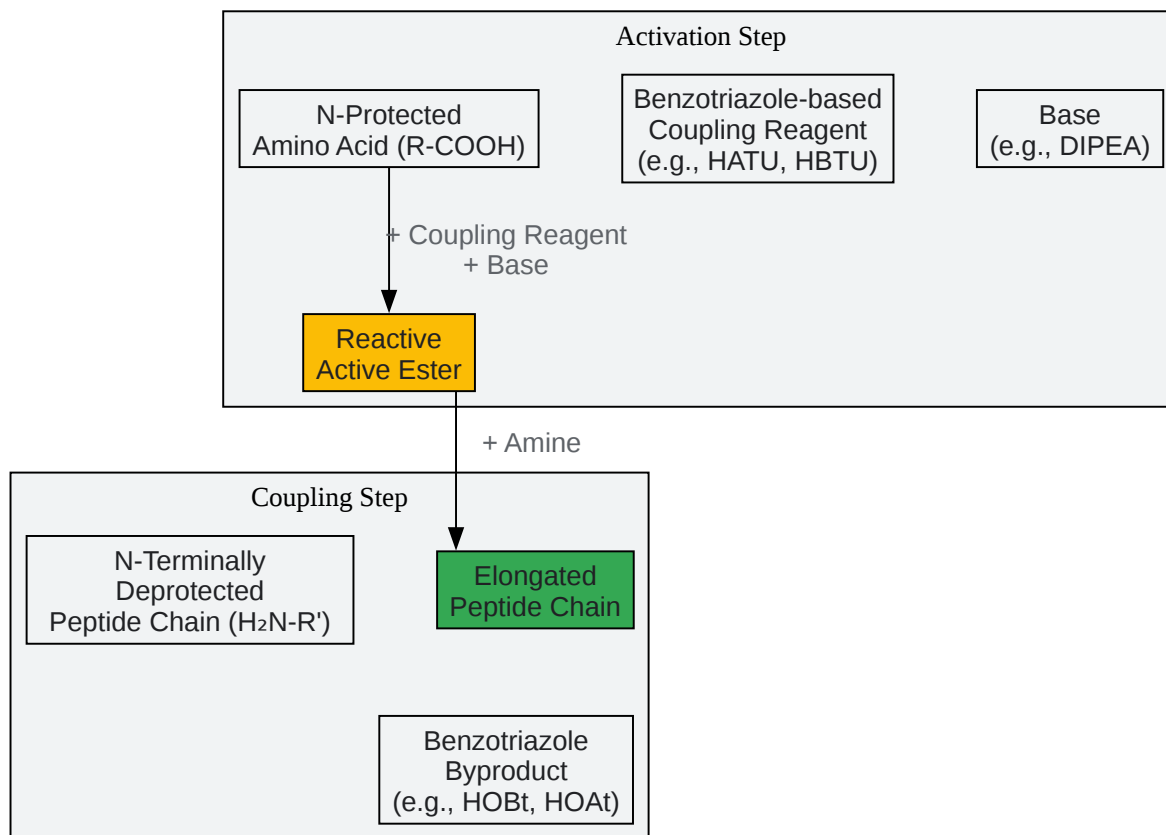 Activation Step
N-Protected
Amino Acid (R-COOH)
Benzotriazole-based
Coupling Reagent
(e.g., HATU, HBTU)
Base
(e.g., DIPEA)
+ Coupling Reagent
+ Base
Reactive
Active Ester
+ Amine
Coupling Step
N-Terminally
Deprotected
Peptide Chain (H₂N-R')
Elongated
Peptide Chain
Benzotriazole
Byproduct
(e.g., HOBt, HOAt)